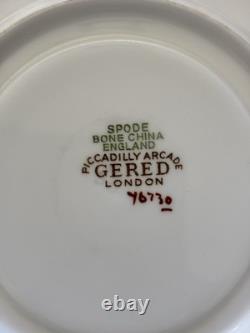 SPODE
BONE CHINA
ENGLAND
PICCADILLY ARCADE
GERED
LONDON
Y6730